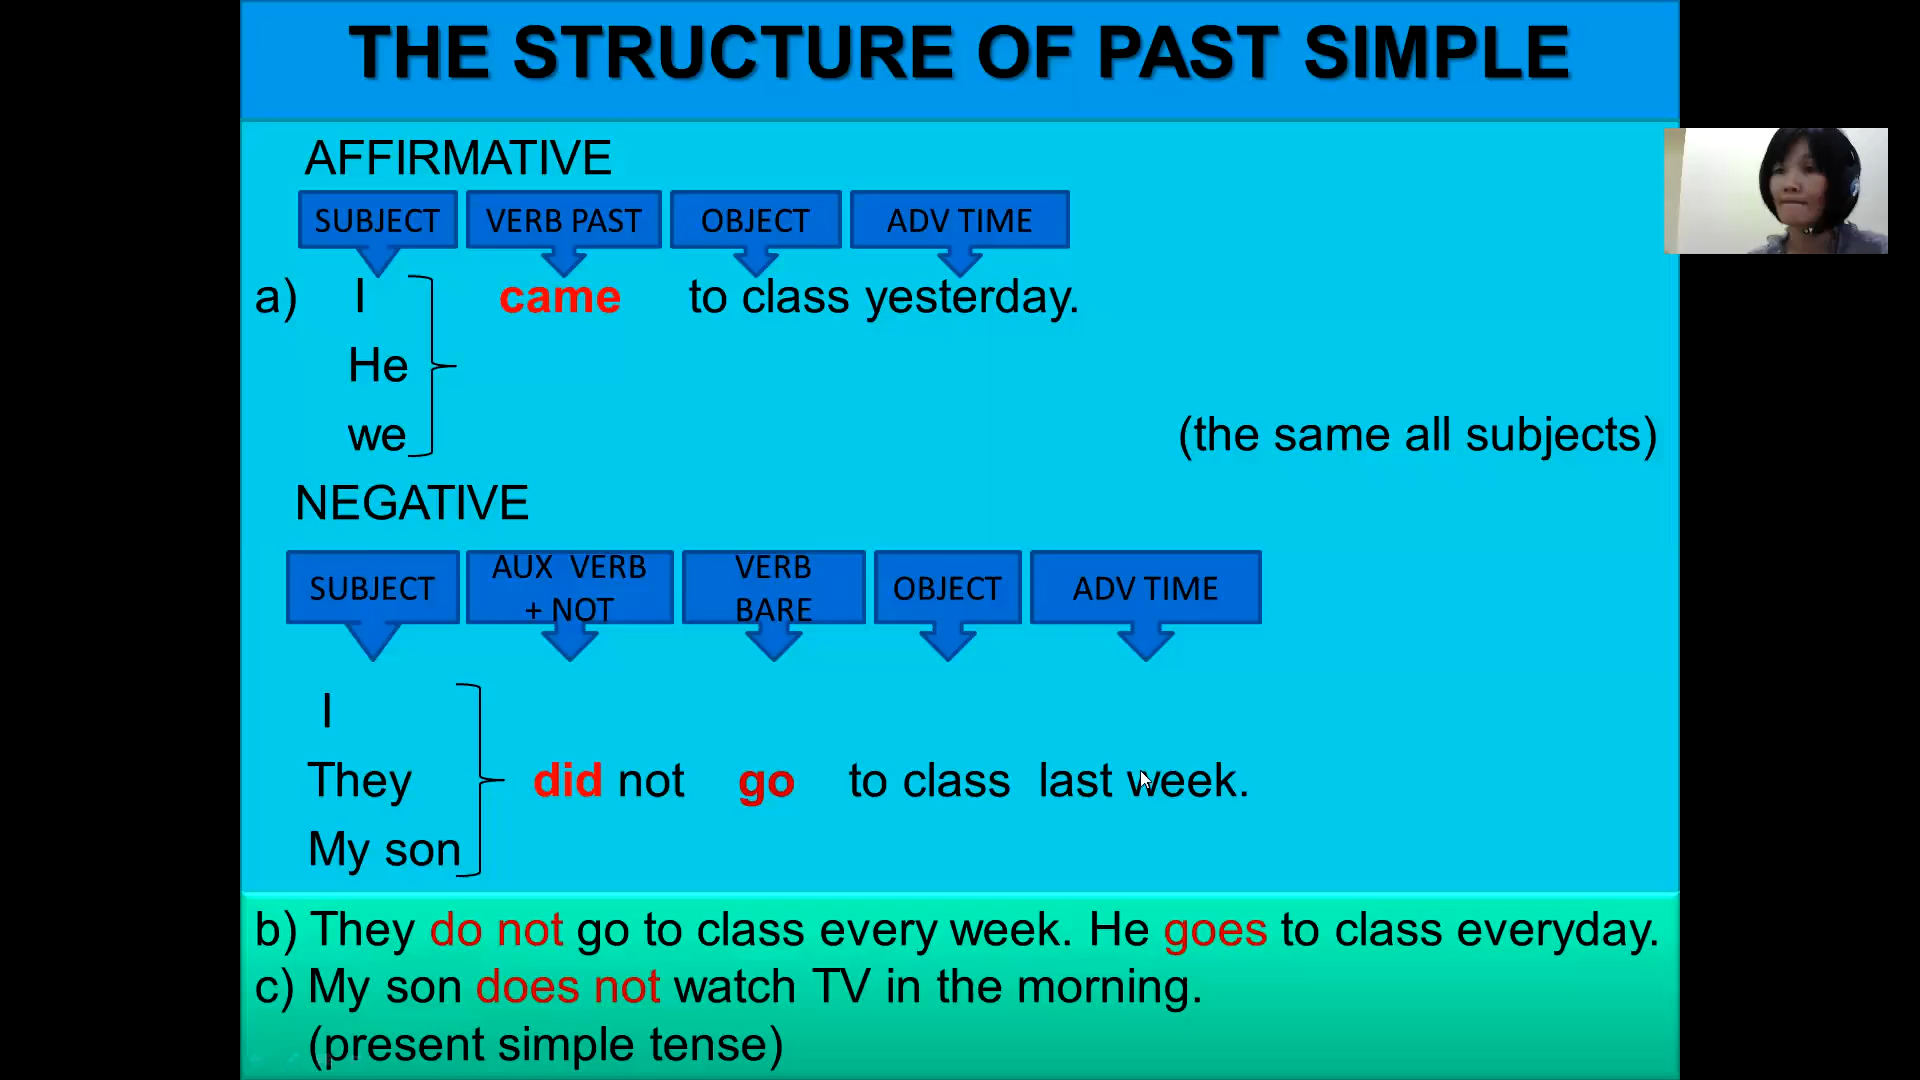 THE STRUCTURE OF PAST SIMPLE
AFFIRMATIVE
SUBJECT VERB PAST OBJECT ADV TIME
a) I came to class yesterday.
He
we
(the same all subjects)
NEGATIVE
SUBJECT AUX VERB + NOT VERB BARE OBJECT ADV TIME
I
They did not go to class last week.
My son
b) They do not go to class every week. He goes to class everyday.
c) My son does not watch TV in the morning.
(present simple tense)